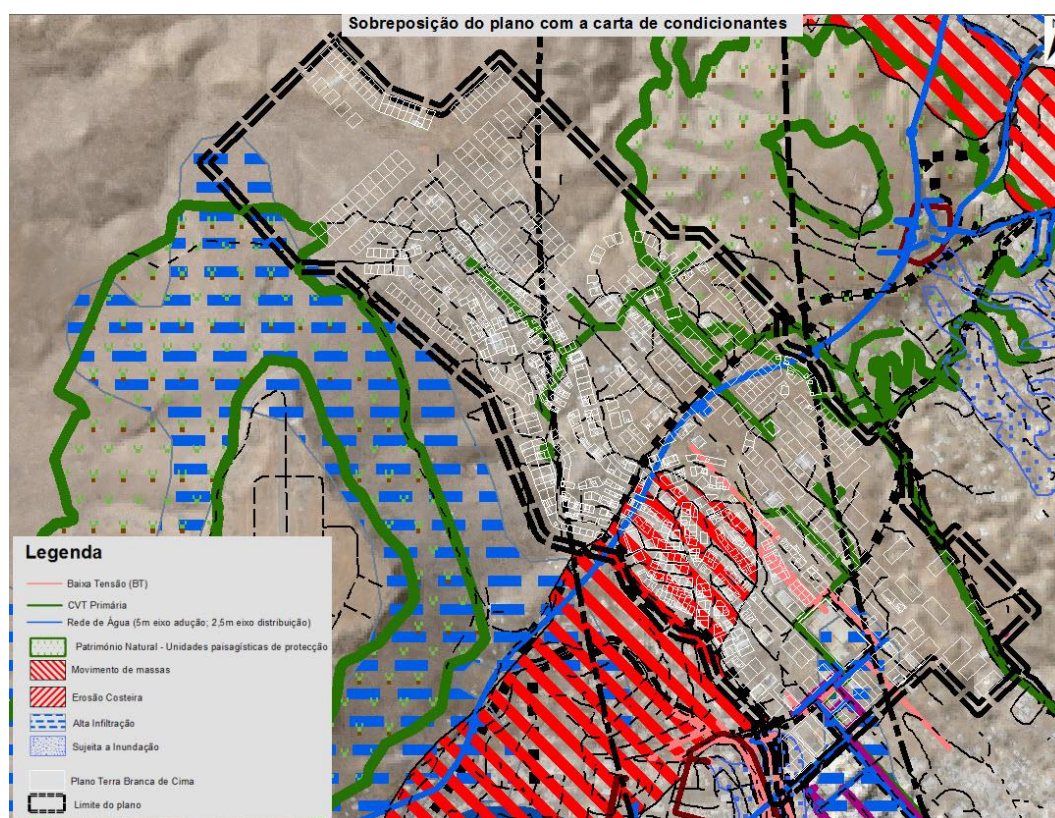 Sobreposição do plano com a carta de condicionantes
N
Legenda
Baixa Tensão (BT)
CVT Primária
Rede de Água (5m eixo adução; 2,5m eixo distribuição)
Património Natural - Unidades paisagísticas de protecção
Movimento de massas
Erosão Costeira
Alta Infiltração
Sujeita a Inundação
Plano Terra Branca de Cima
Limite do plano